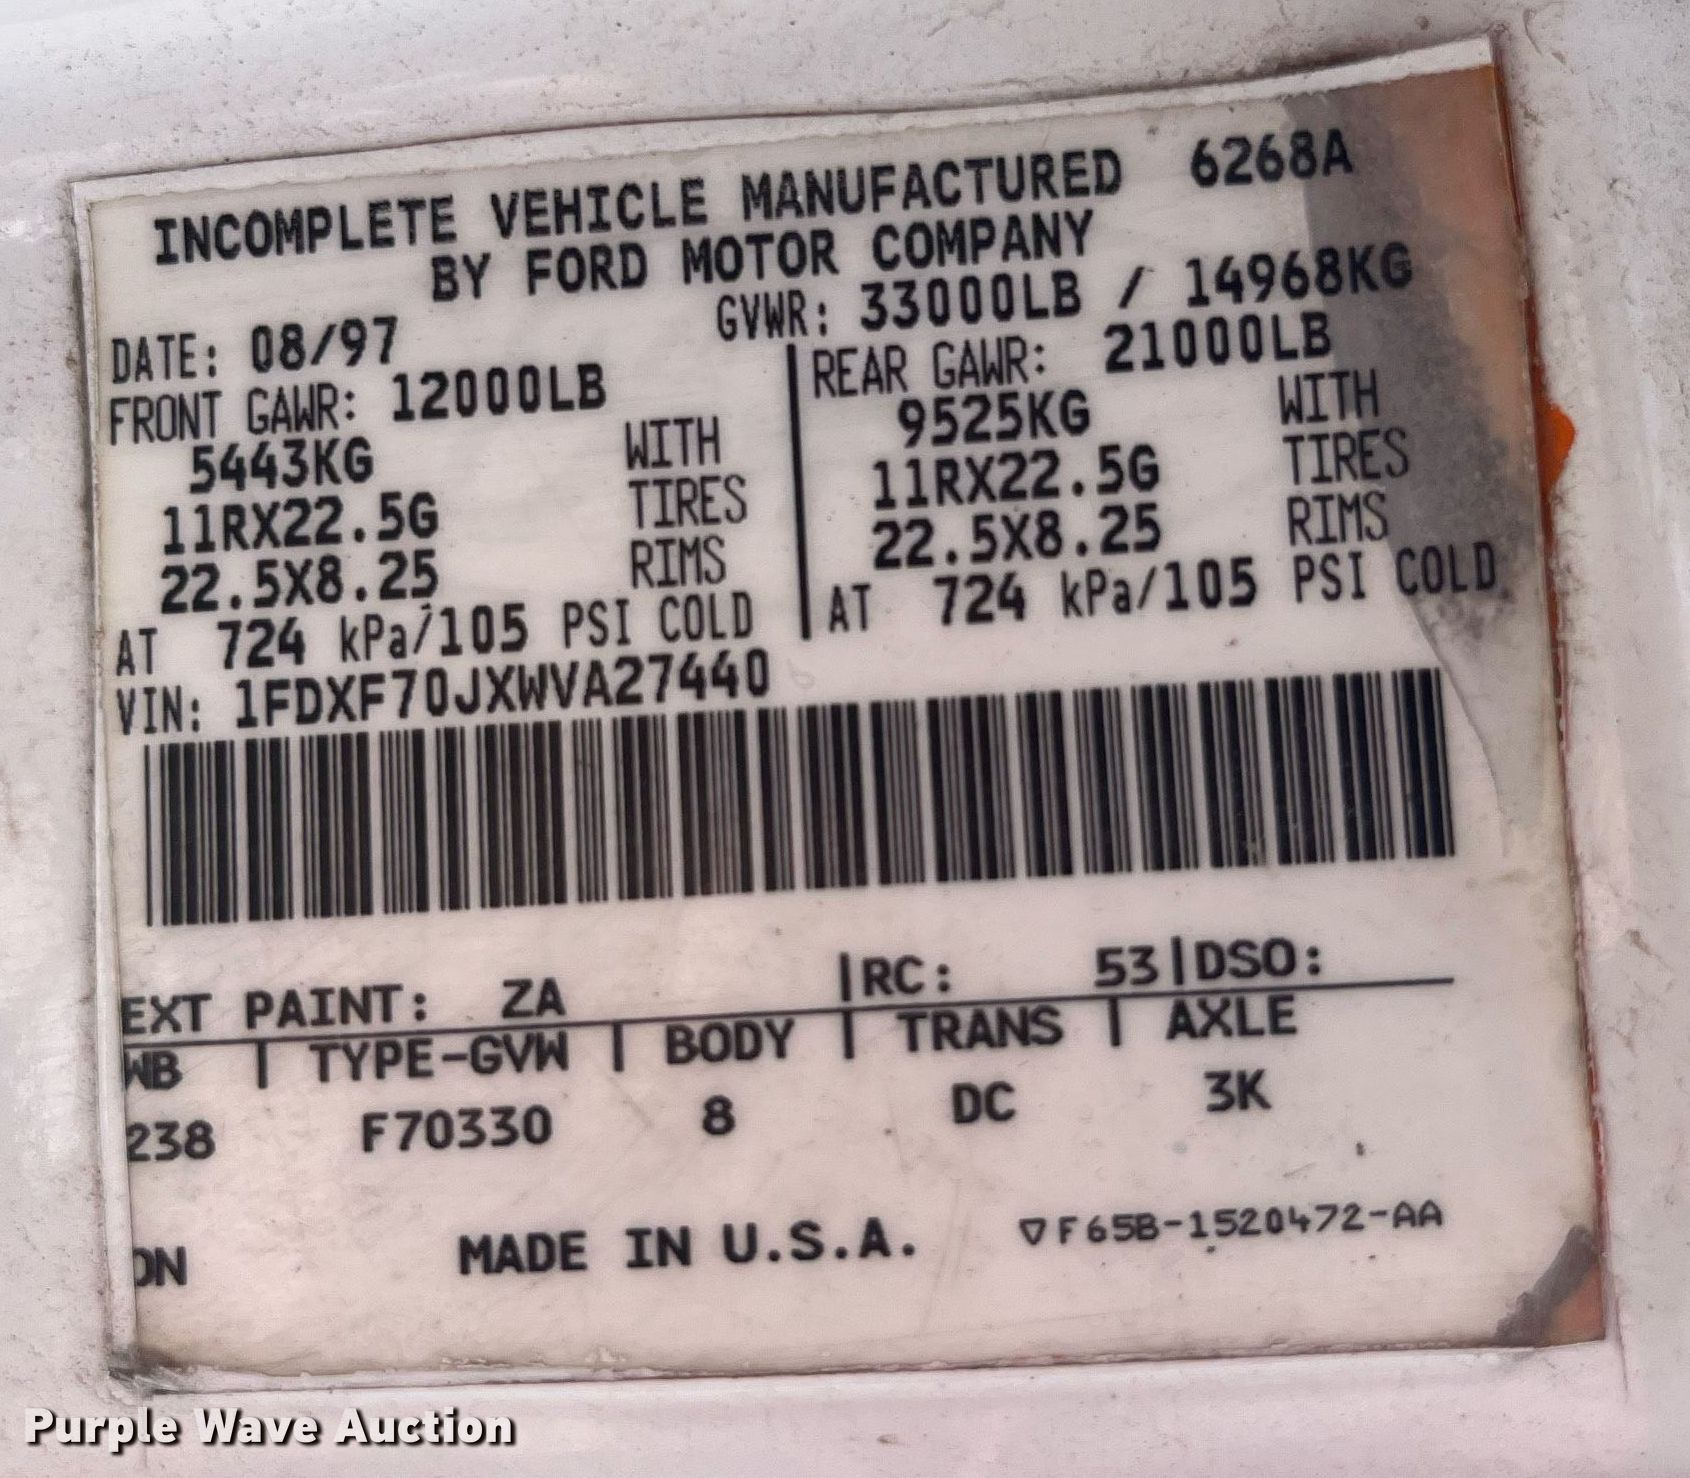 INCOMPLETE VEHICLE MANUFACTURED 6268A
BY FORD MOTOR COMPANY
DATE: 08/97 GVWR: 33000LB / 14968KG
FRONT GAWR: 12000LB
5443KG WITH
11RX22.5G TIRES
22.5X8.25 RIMS
AT 724 kPa/105 PSI COLD
REAR GAWR: 21000LB
9525KG WITH
11RX22.5G TIRES
22.5X8.25 RIMS
AT 724 kPa/105 PSI COLD
VIN: 1FDXF70JXWVA27440
EXT PAINT: ZA |RC: 53|DSO:
WB | TYPE-GVW | BODY | TRANS | AXLE
238 F70330 8 DC 3K
ON MADE IN U.S.A. ▽F65B-1520472-AA
Purple Wave Auction